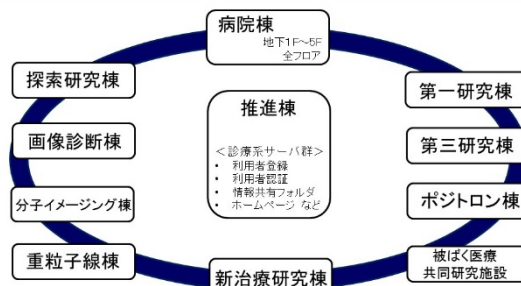 病院棟
地下1F～5F
全フロア
探索研究棟
第一研究棟
推進棟
画像診断棟
第三研究棟
＜診療系サーバ群＞
• 利用者登録
• 利用者認証
• 情報共有フォルダ
• ホームページ など
分子イメージング棟
ポジトロン棟
重粒子線棟
新治療研究棟
被ばく医療
共同研究施設